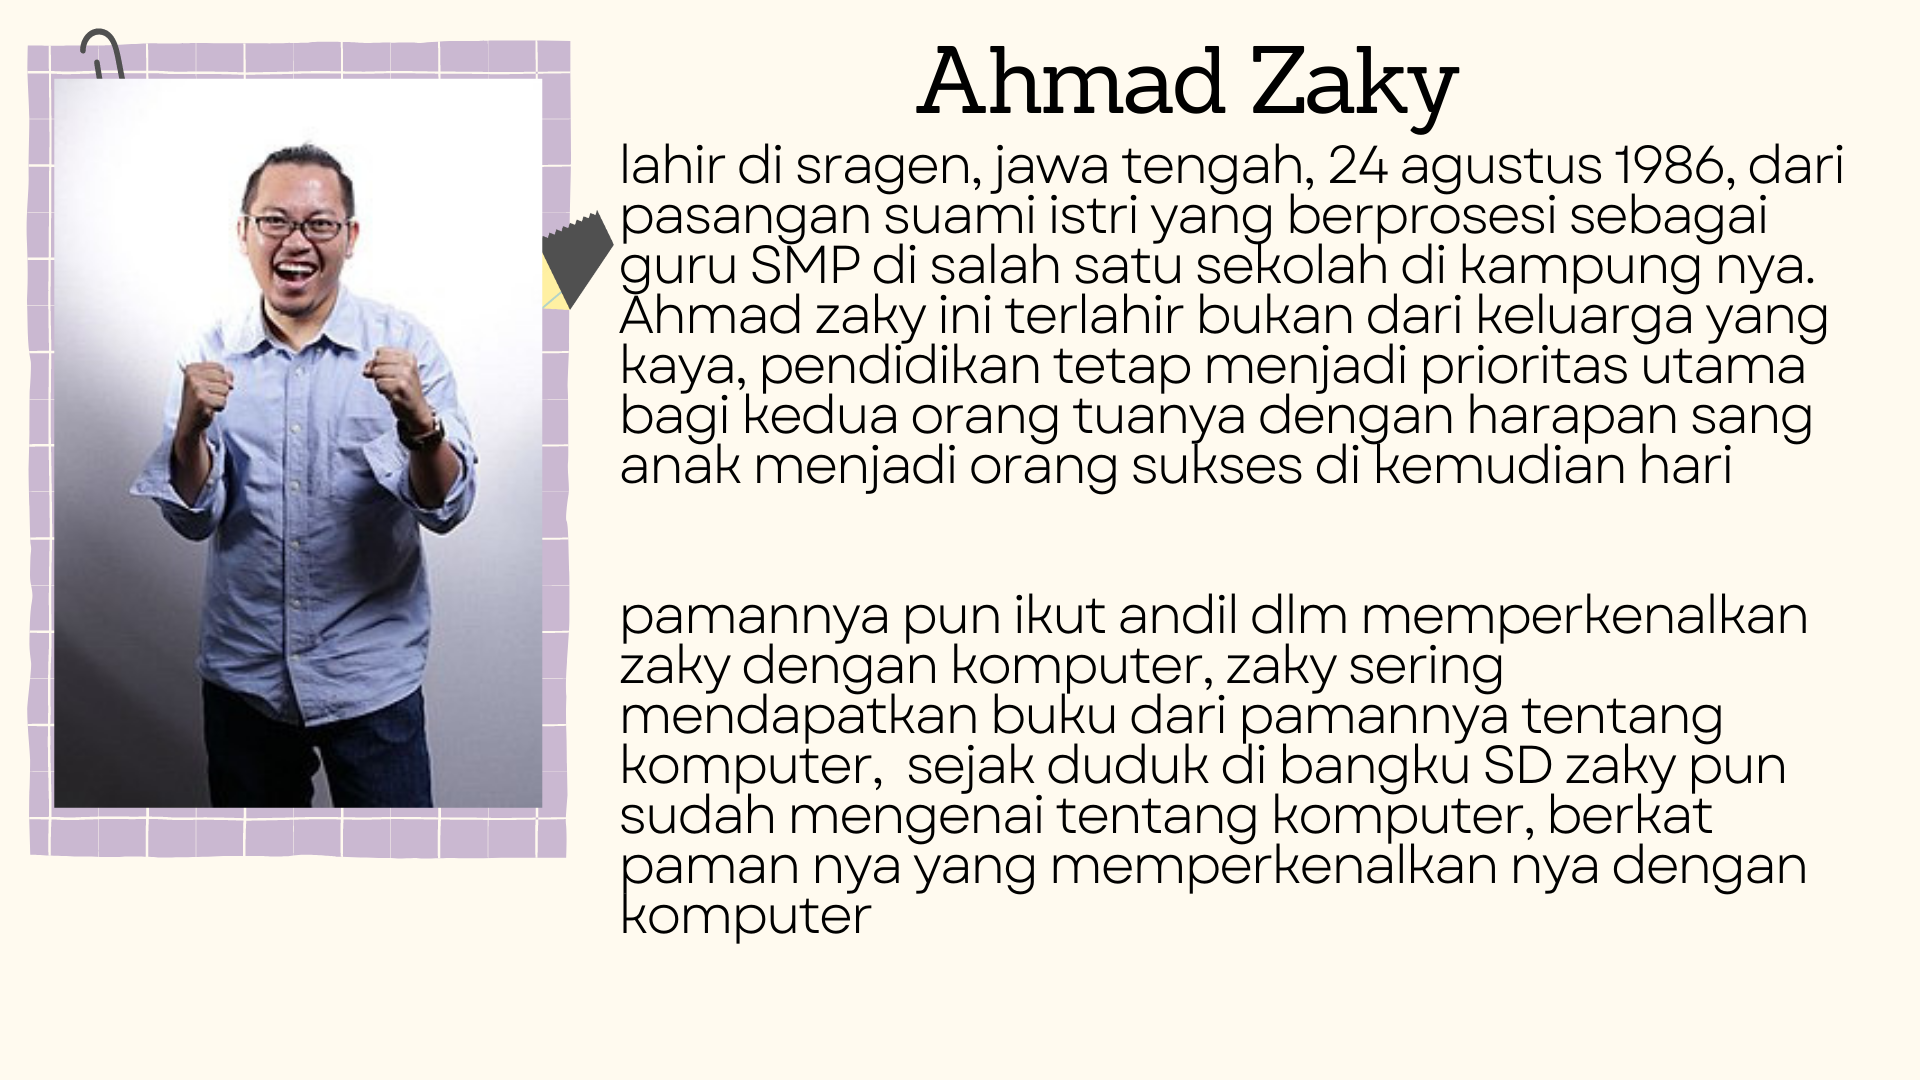 Ahmad Zaky
lahir di sragen, jawa tengah, 24 agustus 1986, dari
pasangan suami istri yang berprosesi sebagai
guru SMP di salah satu sekolah di kampung nya.
Ahmad zaky ini terlahir bukan dari keluarga yang
kaya, pendidikan tetap menjadi prioritas utama
bagi kedua orang tuanya dengan harapan sang
anak menjadi orang sukses di kemudian hari
pamannya pun ikut andil dlm memperkenalkan
zaky dengan komputer, zaky sering
mendapatkan buku dari pamannya tentang
komputer,  sejak duduk di bangku SD zaky pun
sudah mengenai tentang komputer, berkat
paman nya yang memperkenalkan nya dengan
komputer